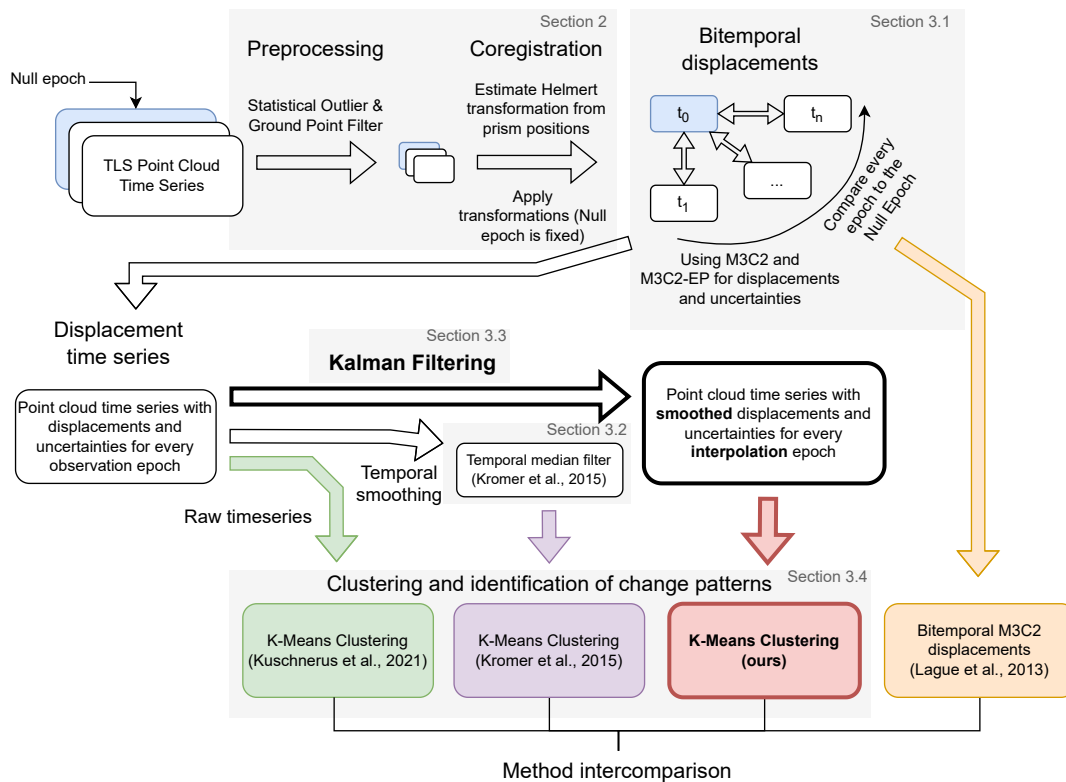 Section 2
Preprocessing
Coregistration
Null epoch
Statistical Outlier &
Ground Point Filter
Estimate Helmert
transformation from
prism positions
TLS Point Cloud
Time Series
Apply
transformations (Null
epoch is fixed)
Section 3.1
Bitemporal
displacements
t0
tn
t1
...
Compare every
epoch to the
Null Epoch
Using M3C2 and
M3C2-EP for displacements
and uncertainties
Displacement
time series
Section 3.3
Kalman Filtering
Point cloud time series with
displacements and
uncertainties for every
observation epoch
Point cloud time series with
smoothed displacements and
uncertainties for every
interpolation epoch
Section 3.2
Temporal
smoothing
Temporal median filter
(Kromer et al., 2015)
Raw timeseries
Section 3.4
Clustering and identification of change patterns
K-Means Clustering
(Kuschnerus et al., 2021)
K-Means Clustering
(Kromer et al., 2015)
K-Means Clustering
(ours)
Bitemporal M3C2
displacements
(Lague et al., 2013)
Method intercomparison